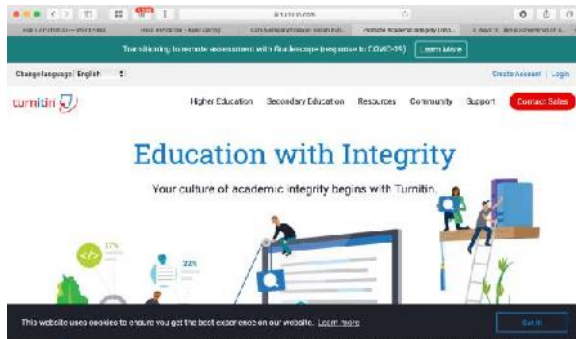 Transitioning to remote assessment with Gradescope (response to COVID-19) Learn More
Change language English
Create Account Login
turnitin
Higher Education Secondary Education Resources Community Support Contact Sales
Education with Integrity
Your culture of academic integrity begins with Turnitin.
This website uses cookies to ensure you get the best experience on our website. Learn more
Got it!